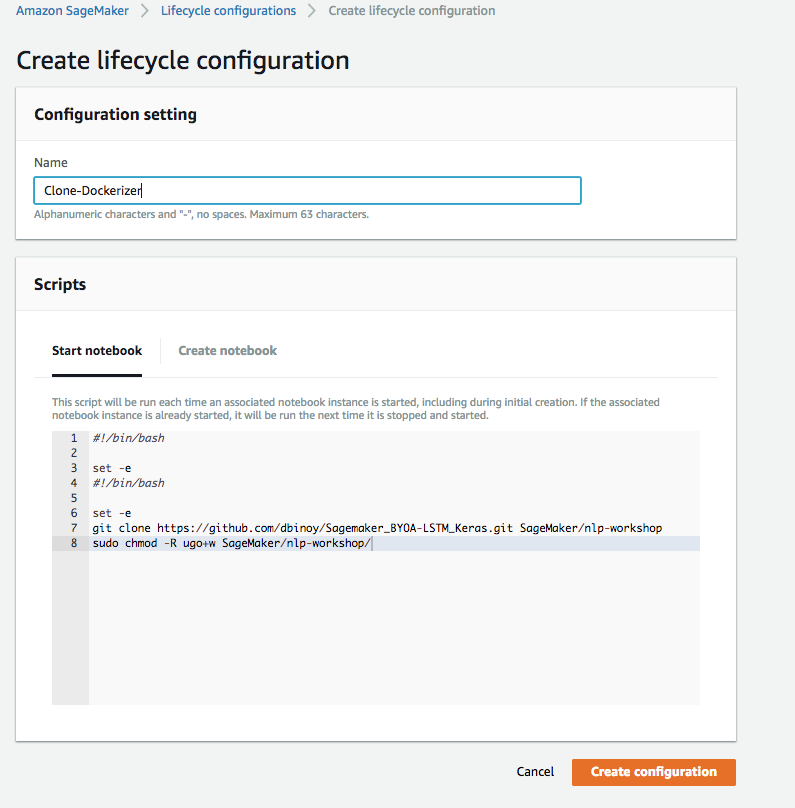 Amazon SageMaker > Lifecycle configurations > Create lifecycle configuration
Create lifecycle configuration
Configuration setting
Name
Clone-Dockerizer
Alphanumeric characters and "-", no spaces. Maximum 63 characters.
Scripts
Start notebook
Create notebook
This script will be run each time an associated notebook instance is started, including during initial creation. If the associated
notebook instance is already started, it will be run the next time it is stopped and started.
1 #!/bin/bash
2
3 set -e
4 #!/bin/bash
5
6 set -e
7 git clone https://github.com/dbinoy/Sagemaker_BYOA-LSTM_Keras.git SageMaker/nlp-workshop
8 sudo chmod -R ugo+w SageMaker/nlp-workshop/
Cancel
Create configuration